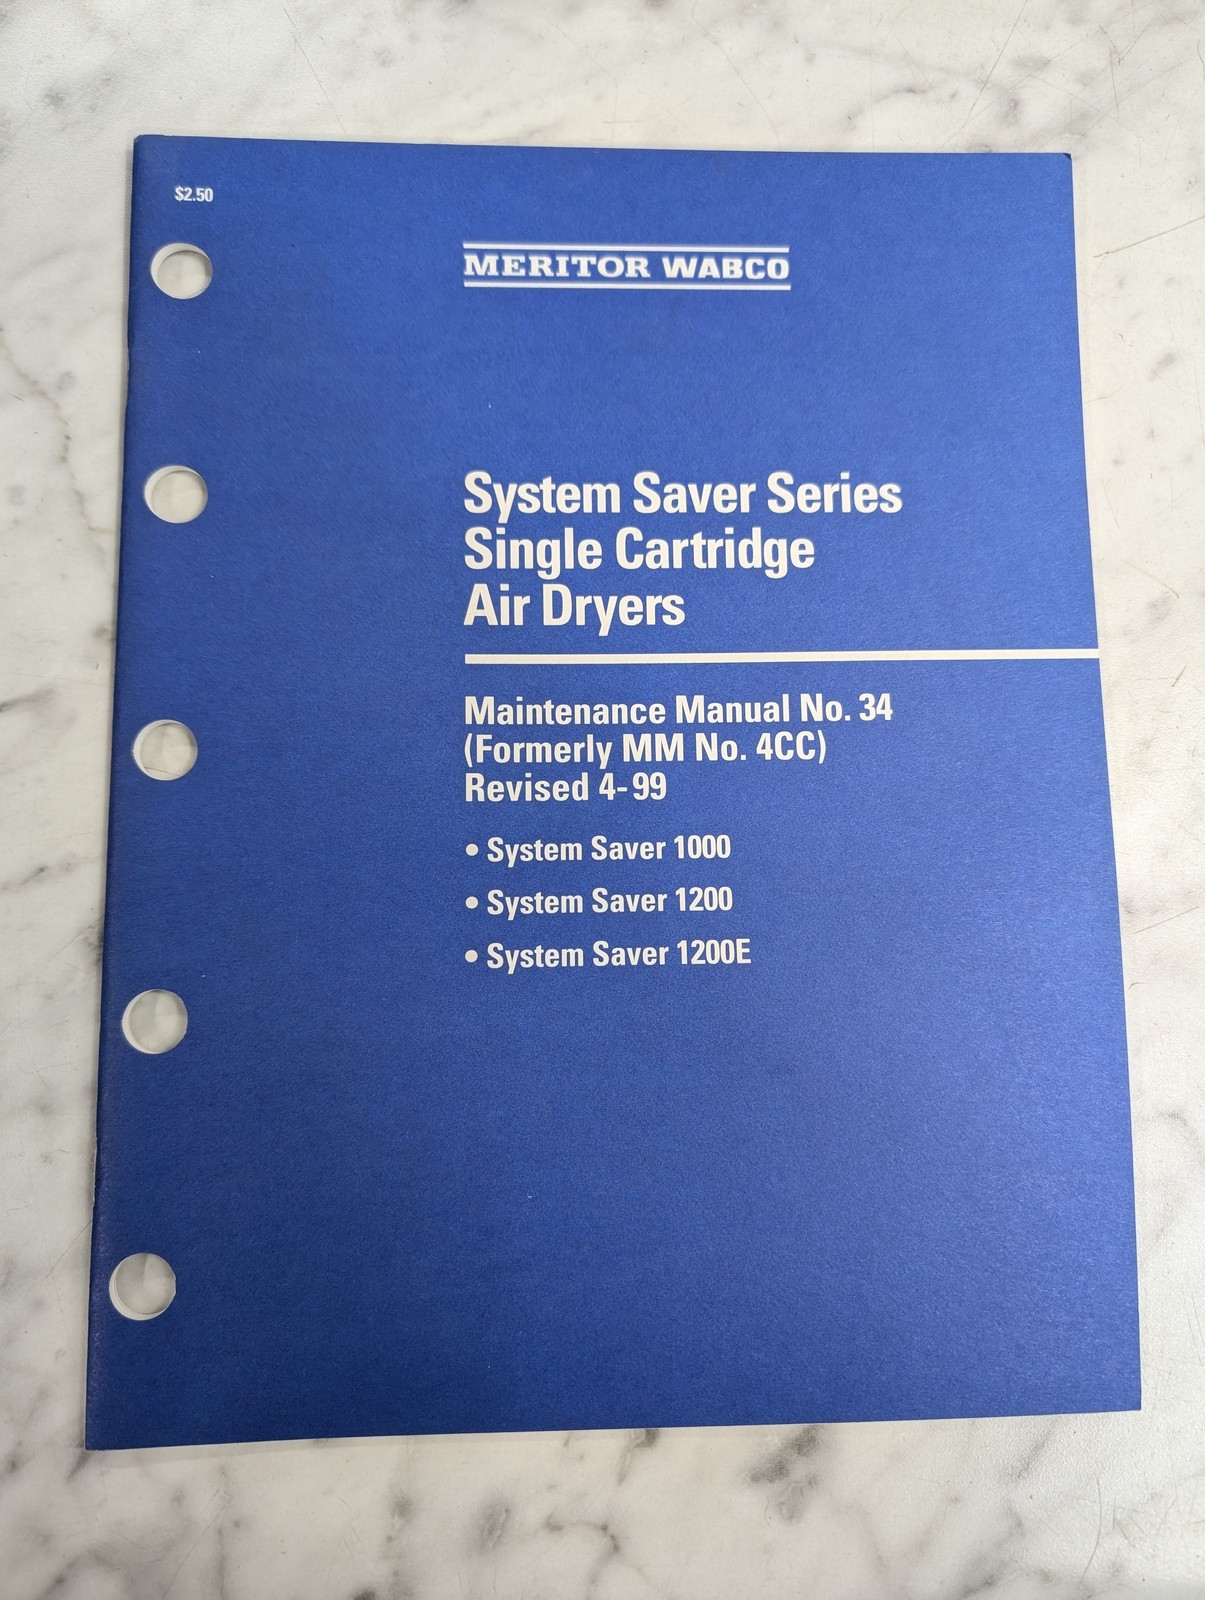 $2.50
MERITOR WABCO
System Saver Series
Single Cartridge
Air Dryers
Maintenance Manual No. 34
(Formerly MM No. 4CC)
Revised 4-99
• System Saver 1000
• System Saver 1200
• System Saver 1200E